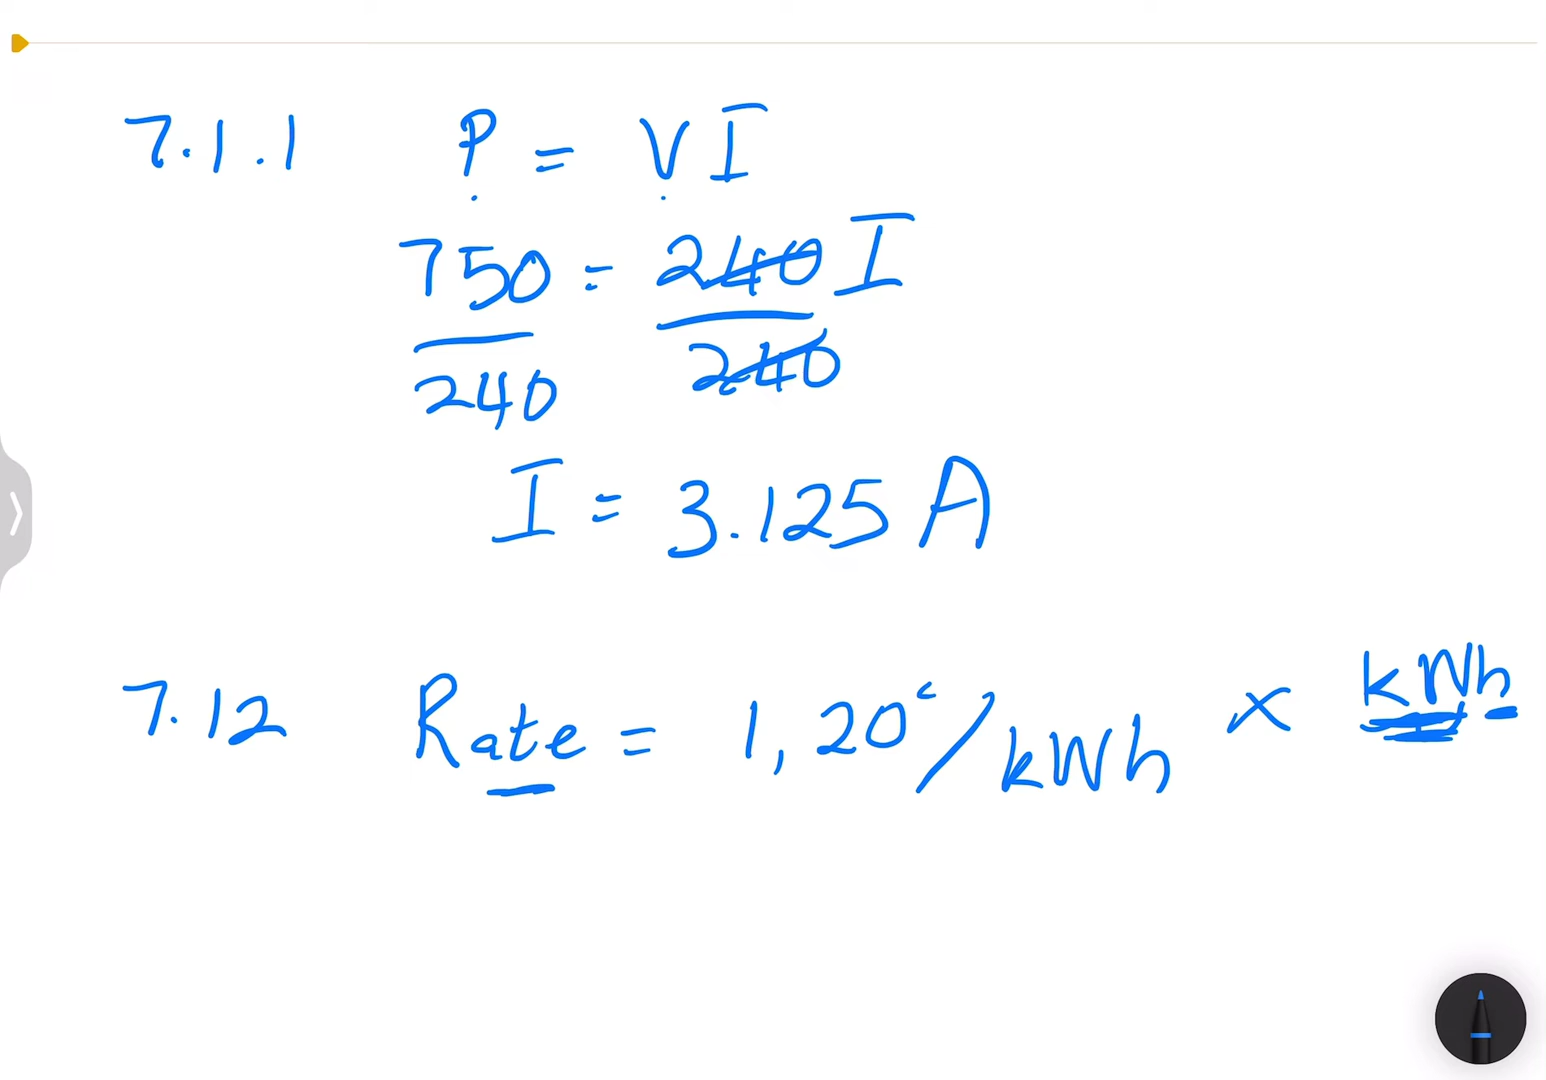 7.1.1 P = VI
750 = 240 I
240 240
I = 3.125 A
7.12 Rate = 1,20c/kWh × kWh